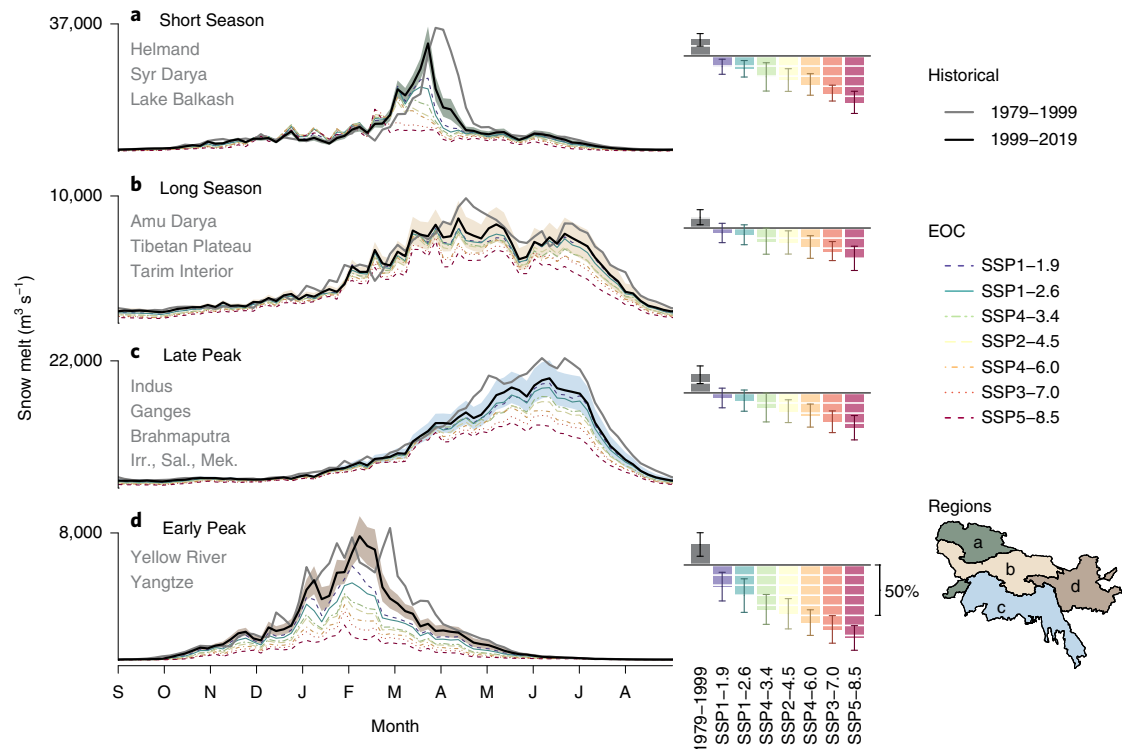 a Short Season
37,000
Helmand
Syr Darya
Lake Balkash
b Long Season
10,000
Amu Darya
Tibetan Plateau
Tarim Interior
c Late Peak
22,000
Indus
Ganges
Brahmaputra
Irr., Sal., Mek.
d Early Peak
8,000
Yellow River
Yangtze
Snow melt (m³ s⁻¹)
S O N D J F M A M J J A
Month
50%
1979–1999
SSP1–1.9
SSP1–2.6
SSP4–3.4
SSP2–4.5
SSP4–6.0
SSP3–7.0
SSP5–8.5
Historical
1979–1999
1999–2019
EOC
SSP1–1.9
SSP1–2.6
SSP4–3.4
SSP2–4.5
SSP4–6.0
SSP3–7.0
SSP5–8.5
Regions
a
b
c
d